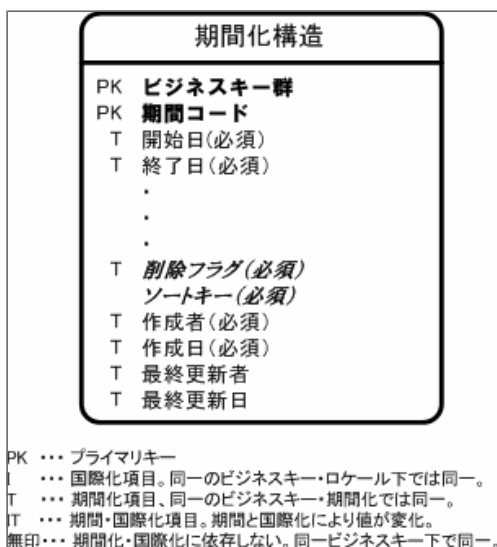 期間化構造
PK ビジネスキー群
PK 期間コード
T 開始日(必須)
T 終了日(必須)
・
・
・
T 削除フラグ(必須)
ソートキー(必須)
T 作成者(必須)
T 作成日(必須)
T 最終更新者
T 最終更新日
PK ･･･ プライマリキー
I ･･･ 国際化項目。同一のビジネスキー・ロケール下では同一。
T ･･･ 期間化項目、同一のビジネスキー・期間化では同一。
IT ･･･ 期間・国際化項目。期間と国際化により値が変化。
無印･･･ 期間化・国際化に依存しない。同一ビジネスキー下で同一。